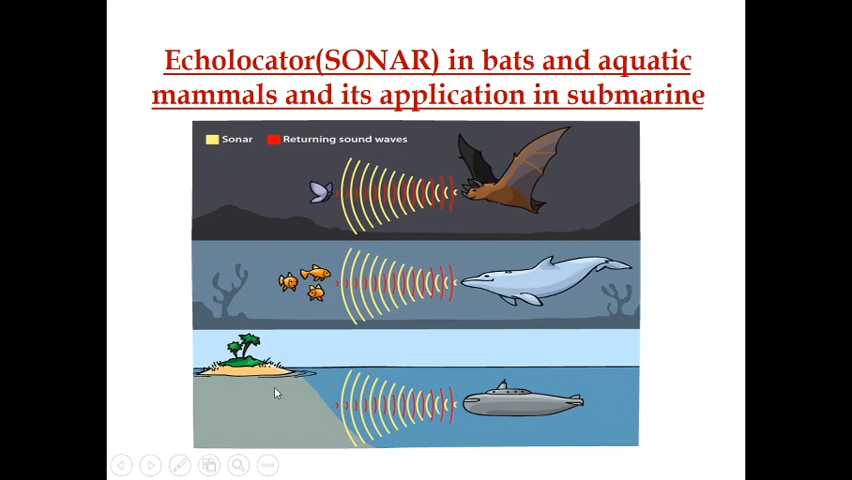 Echolocator(SONAR) in bats and aquatic
mammals and its application in submarine
Sonar
Returning sound waves